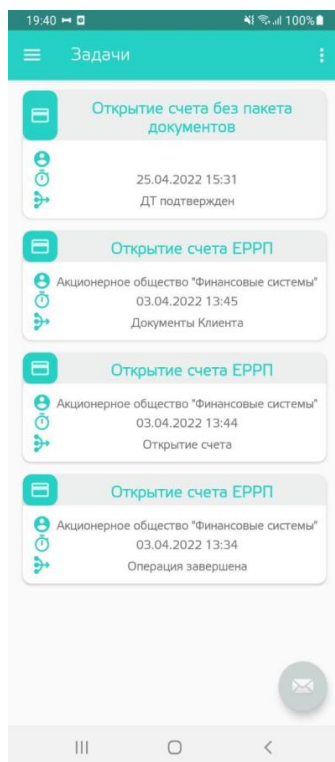 19:40 100%
Задачи
Открытие счета без пакета
документов
25.04.2022 15:31
ДТ подтвержден
Открытие счета ЕРРП
Акционерное общество "Финансовые системы"
03.04.2022 13:45
Документы Клиента
Открытие счета ЕРРП
Акционерное общество "Финансовые системы"
03.04.2022 13:44
Открытие счета
Открытие счета ЕРРП
Акционерное общество "Финансовые системы"
03.04.2022 13:34
Операция завершена